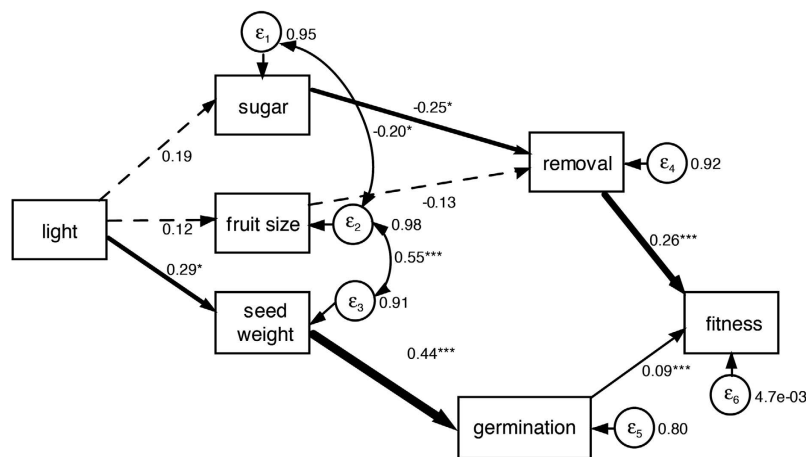 ε1
0.95
sugar
-0.25*
-0.20*
0.19
removal
ε4
0.92
-0.13
light
0.12
fruit size
ε2
0.98
0.55***
0.26***
0.29*
seed
weight
ε3
0.91
fitness
0.44***
0.09***
ε6
4.7e-03
germination
ε5
0.80